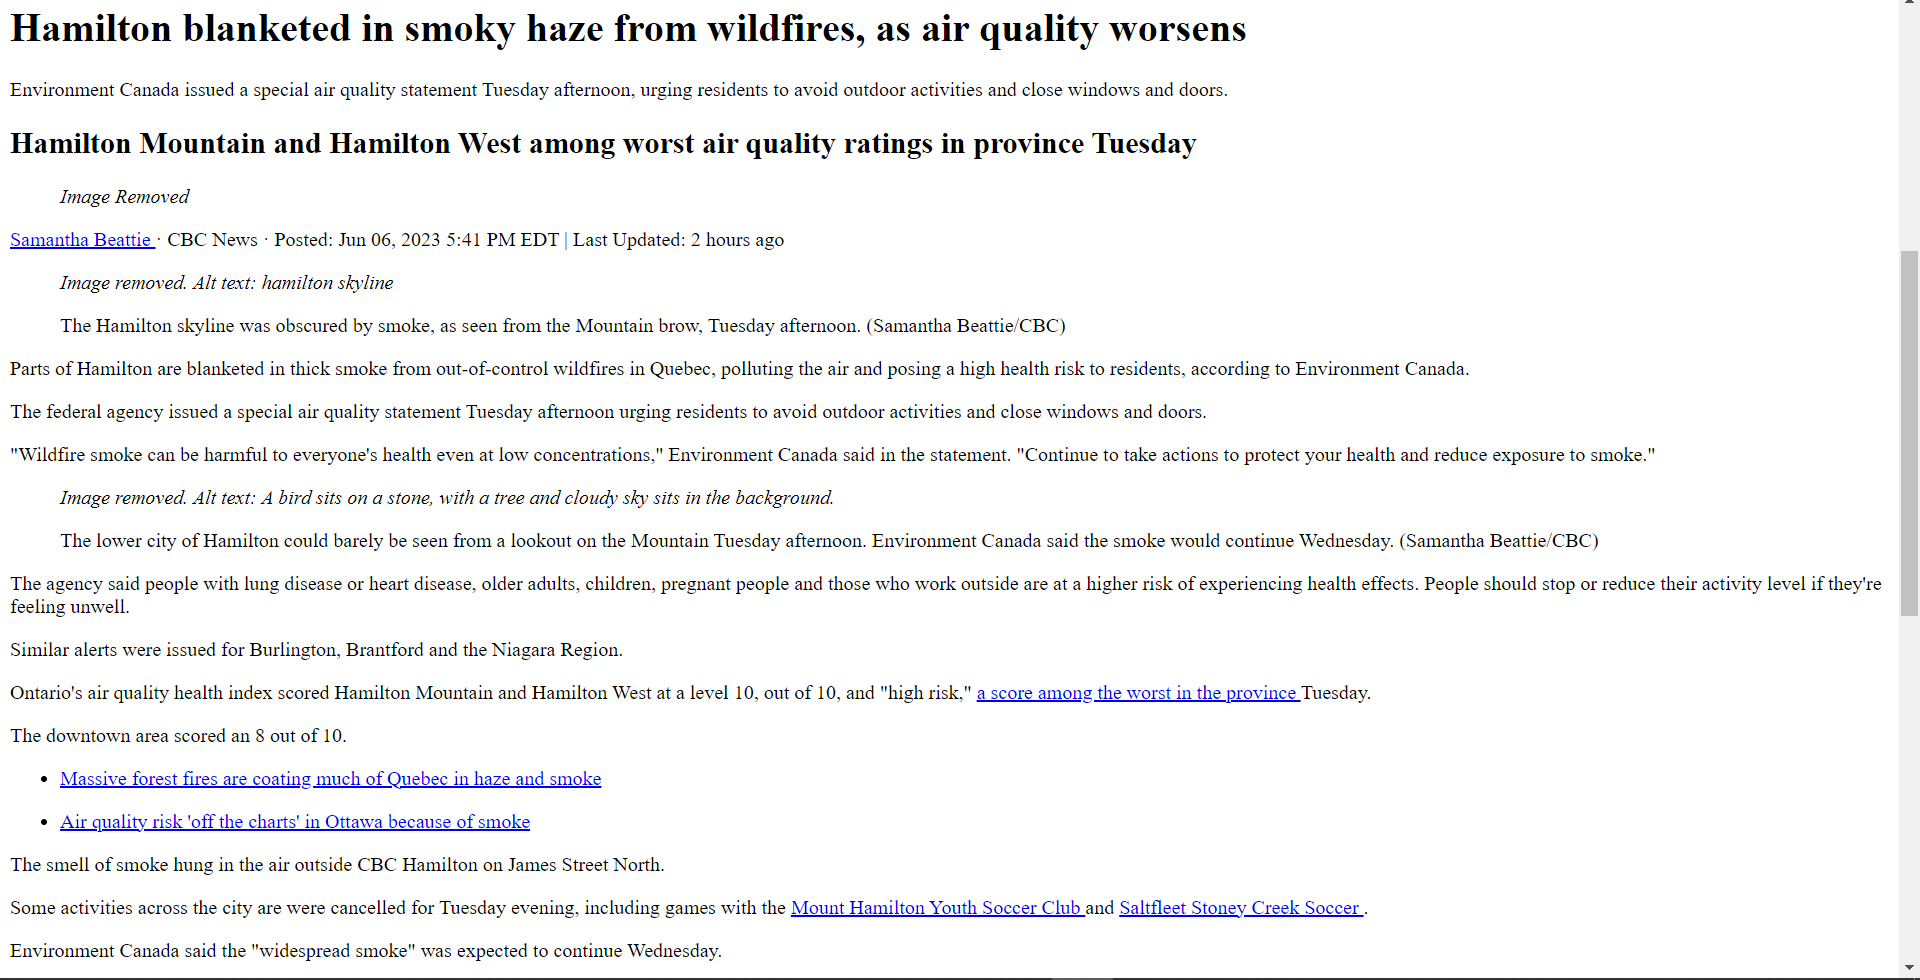 Hamilton blanketed in smoky haze from wildfires, as air quality worsens
Environment Canada issued a special air quality statement Tuesday afternoon, urging residents to avoid outdoor activities and close windows and doors.
Hamilton Mountain and Hamilton West among worst air quality ratings in province Tuesday
Image Removed
Samantha Beattie · CBC News · Posted: Jun 06, 2023 5:41 PM EDT | Last Updated: 2 hours ago
Image removed. Alt text: hamilton skyline
The Hamilton skyline was obscured by smoke, as seen from the Mountain brow, Tuesday afternoon. (Samantha Beattie/CBC)
Parts of Hamilton are blanketed in thick smoke from out-of-control wildfires in Quebec, polluting the air and posing a high health risk to residents, according to Environment Canada.
The federal agency issued a special air quality statement Tuesday afternoon urging residents to avoid outdoor activities and close windows and doors.
"Wildfire smoke can be harmful to everyone's health even at low concentrations," Environment Canada said in the statement. "Continue to take actions to protect your health and reduce exposure to smoke."
Image removed. Alt text: A bird sits on a stone, with a tree and cloudy sky sits in the background.
The lower city of Hamilton could barely be seen from a lookout on the Mountain Tuesday afternoon. Environment Canada said the smoke would continue Wednesday. (Samantha Beattie/CBC)
The agency said people with lung disease or heart disease, older adults, children, pregnant people and those who work outside are at a higher risk of experiencing health effects. People should stop or reduce their activity level if they're
feeling unwell.
Similar alerts were issued for Burlington, Brantford and the Niagara Region.
Ontario's air quality health index scored Hamilton Mountain and Hamilton West at a level 10, out of 10, and "high risk," a score among the worst in the province Tuesday.
The downtown area scored an 8 out of 10.
• Massive forest fires are coating much of Quebec in haze and smoke
• Air quality risk 'off the charts' in Ottawa because of smoke
The smell of smoke hung in the air outside CBC Hamilton on James Street North.
Some activities across the city are were cancelled for Tuesday evening, including games with the Mount Hamilton Youth Soccer Club and Saltfleet Stoney Creek Soccer .
Environment Canada said the "widespread smoke" was expected to continue Wednesday.